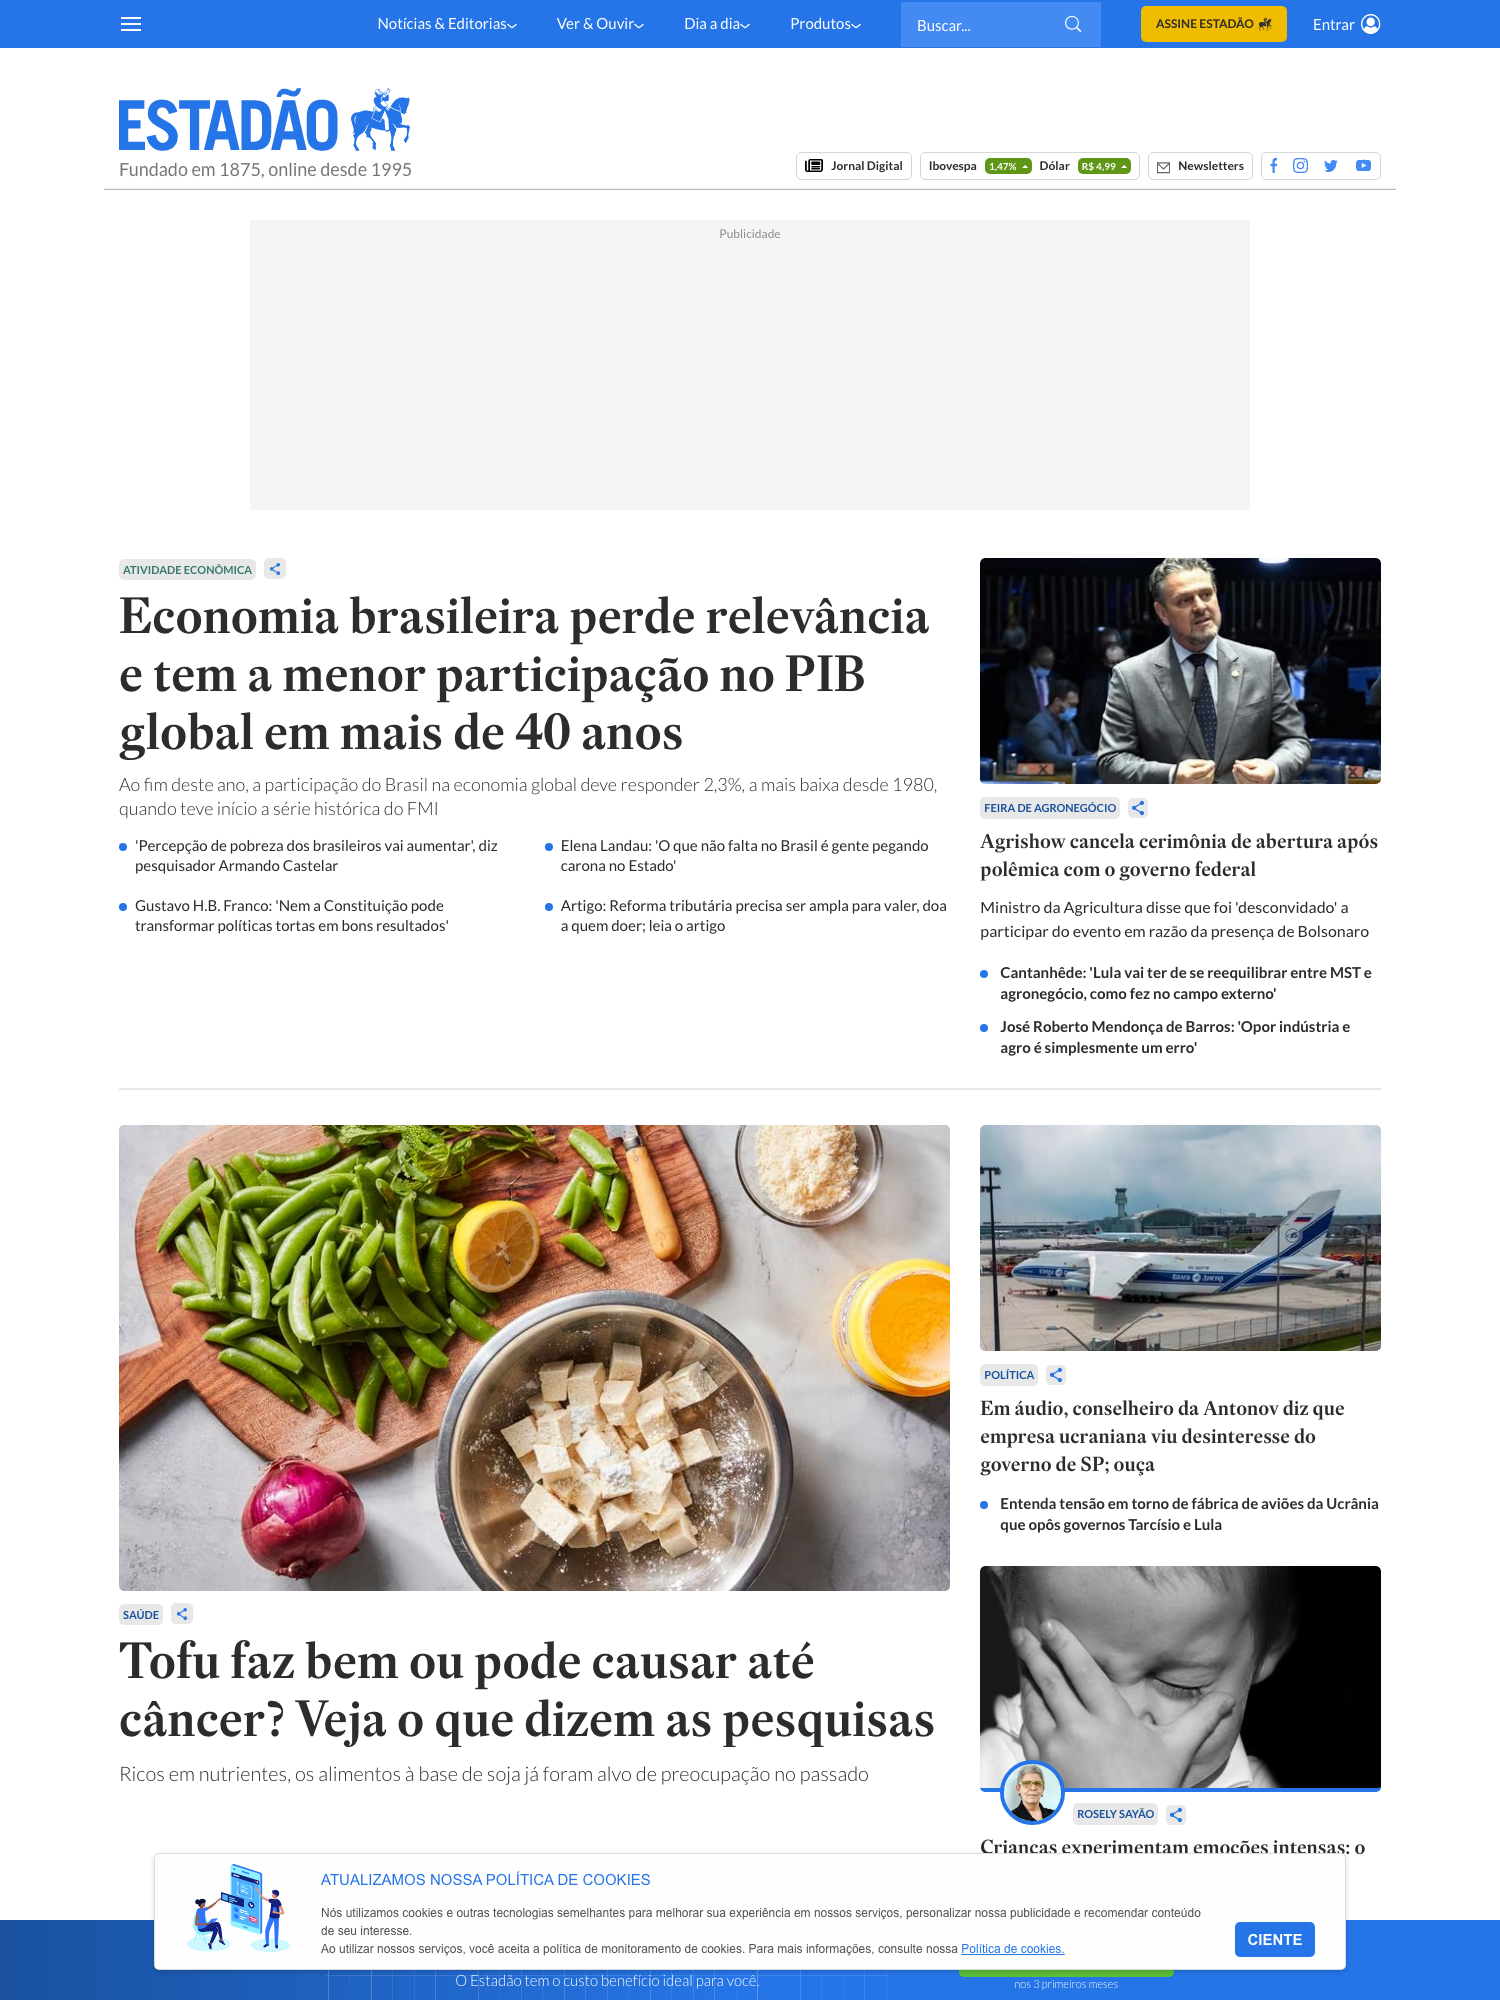 Notícias & Editorias
Ver & Ouvir
Dia a dia
Produtos
Buscar...
ASSINE ESTADÃO
Entrar
ESTADÃO
Fundado em 1875, online desde 1995
Jornal Digital
Ibovespa 1,47% Dólar R$ 4,99
Newsletters
Publicidade
ATIVIDADE ECONÔMICA
Economia brasileira perde relevância
e tem a menor participação no PIB
global em mais de 40 anos
Ao fim deste ano, a participação do Brasil na economia global deve responder 2,3%, a mais baixa desde 1980,
quando teve início a série histórica do FMI
'Percepção de pobreza dos brasileiros vai aumentar', diz
pesquisador Armando Castelar
Elena Landau: 'O que não falta no Brasil é gente pegando
carona no Estado'
Gustavo H.B. Franco: 'Nem a Constituição pode
transformar políticas tortas em bons resultados'
Artigo: Reforma tributária precisa ser ampla para valer, doa
a quem doer; leia o artigo
FEIRA DE AGRONEGÓCIO
Agrishow cancela cerimônia de abertura após
polêmica com o governo federal
Ministro da Agricultura disse que foi 'desconvidado' a
participar do evento em razão da presença de Bolsonaro
Cantanhêde: 'Lula vai ter de se reequilibrar entre MST e
agronegócio, como fez no campo externo'
José Roberto Mendonça de Barros: 'Opor indústria e
agro é simplesmente um erro'
SAÚDE
Tofu faz bem ou pode causar até
câncer? Veja o que dizem as pesquisas
Ricos em nutrientes, os alimentos à base de soja já foram alvo de preocupação no passado
POLÍTICA
Em áudio, conselheiro da Antonov diz que
empresa ucraniana viu desinteresse do
governo de SP; ouça
Entenda tensão em torno de fábrica de aviões da Ucrânia
que opôs governos Tarcísio e Lula
ROSELY SAYÃO
Crianças experimentam emoções intensas; o
ATUALIZAMOS NOSSA POLÍTICA DE COOKIES
Nós utilizamos cookies e outras tecnologias semelhantes para melhorar sua experiência em nossos serviços, personalizar nossa publicidade e recomendar conteúdo
de seu interesse.
Ao utilizar nossos serviços, você aceita a política de monitoramento de cookies. Para mais informações, consulte nossa Política de cookies.
CIENTE
O Estadão tem o custo benefício ideal para você.
nos 3 primeiros meses